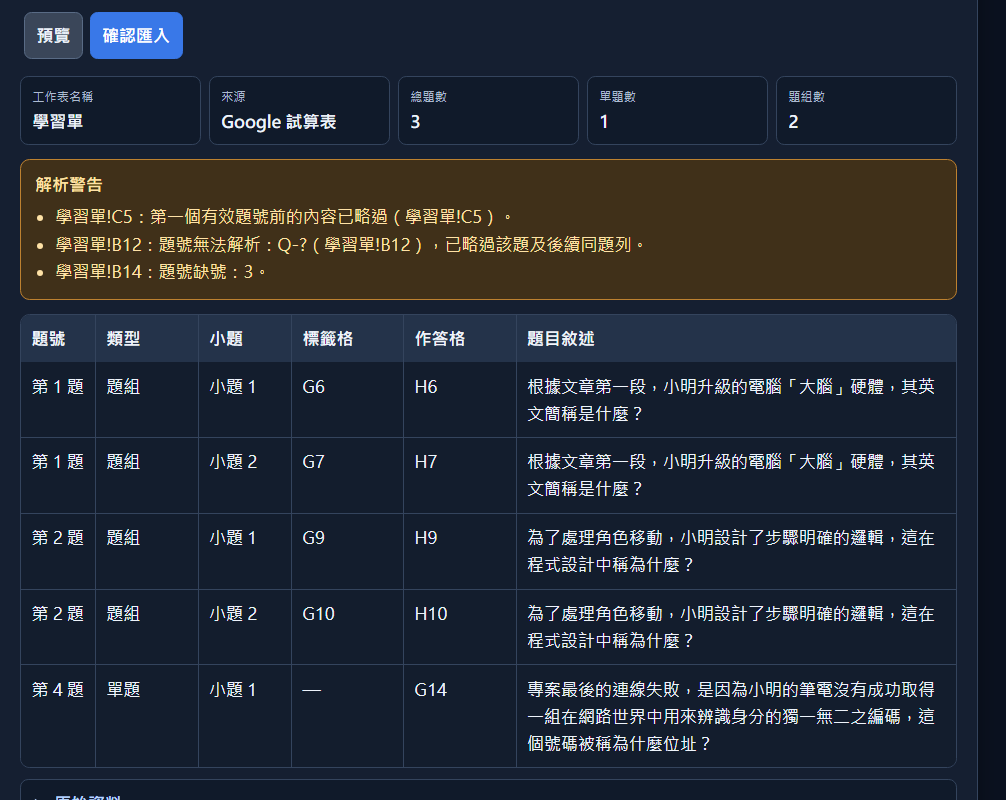 預覽 確認匯入
工作表名稱 來源 總題數 單題數 題組數
學習單 Google 試算表 3 1 2
解析警告
• 學習單!C5：第一個有效題號前的內容已略過（學習單!C5）。
• 學習單!B12：題號無法解析：Q-?（學習單!B12），已略過該題及後續同題列。
• 學習單!B14：題號缺號：3。
題號 類型 小題 標籤格 作答格 題目敘述
第 1 題 題組 小題 1 G6 H6 根據文章第一段，小明升級的電腦「大腦」硬體，其英
文簡稱是什麼？
第 1 題 題組 小題 2 G7 H7 根據文章第一段，小明升級的電腦「大腦」硬體，其英
文簡稱是什麼？
第 2 題 題組 小題 1 G9 H9 為了處理角色移動，小明設計了步驟明確的邏輯，這在
程式設計中稱為什麼？
第 2 題 題組 小題 2 G10 H10 為了處理角色移動，小明設計了步驟明確的邏輯，這在
程式設計中稱為什麼？
第 4 題 單題 小題 1 — G14 專案最後的連線失敗，是因為小明的筆電沒有成功取得
一組在網路世界中用來辨識身分的獨一無二之編碼，這
個號碼被稱為什麼位址？